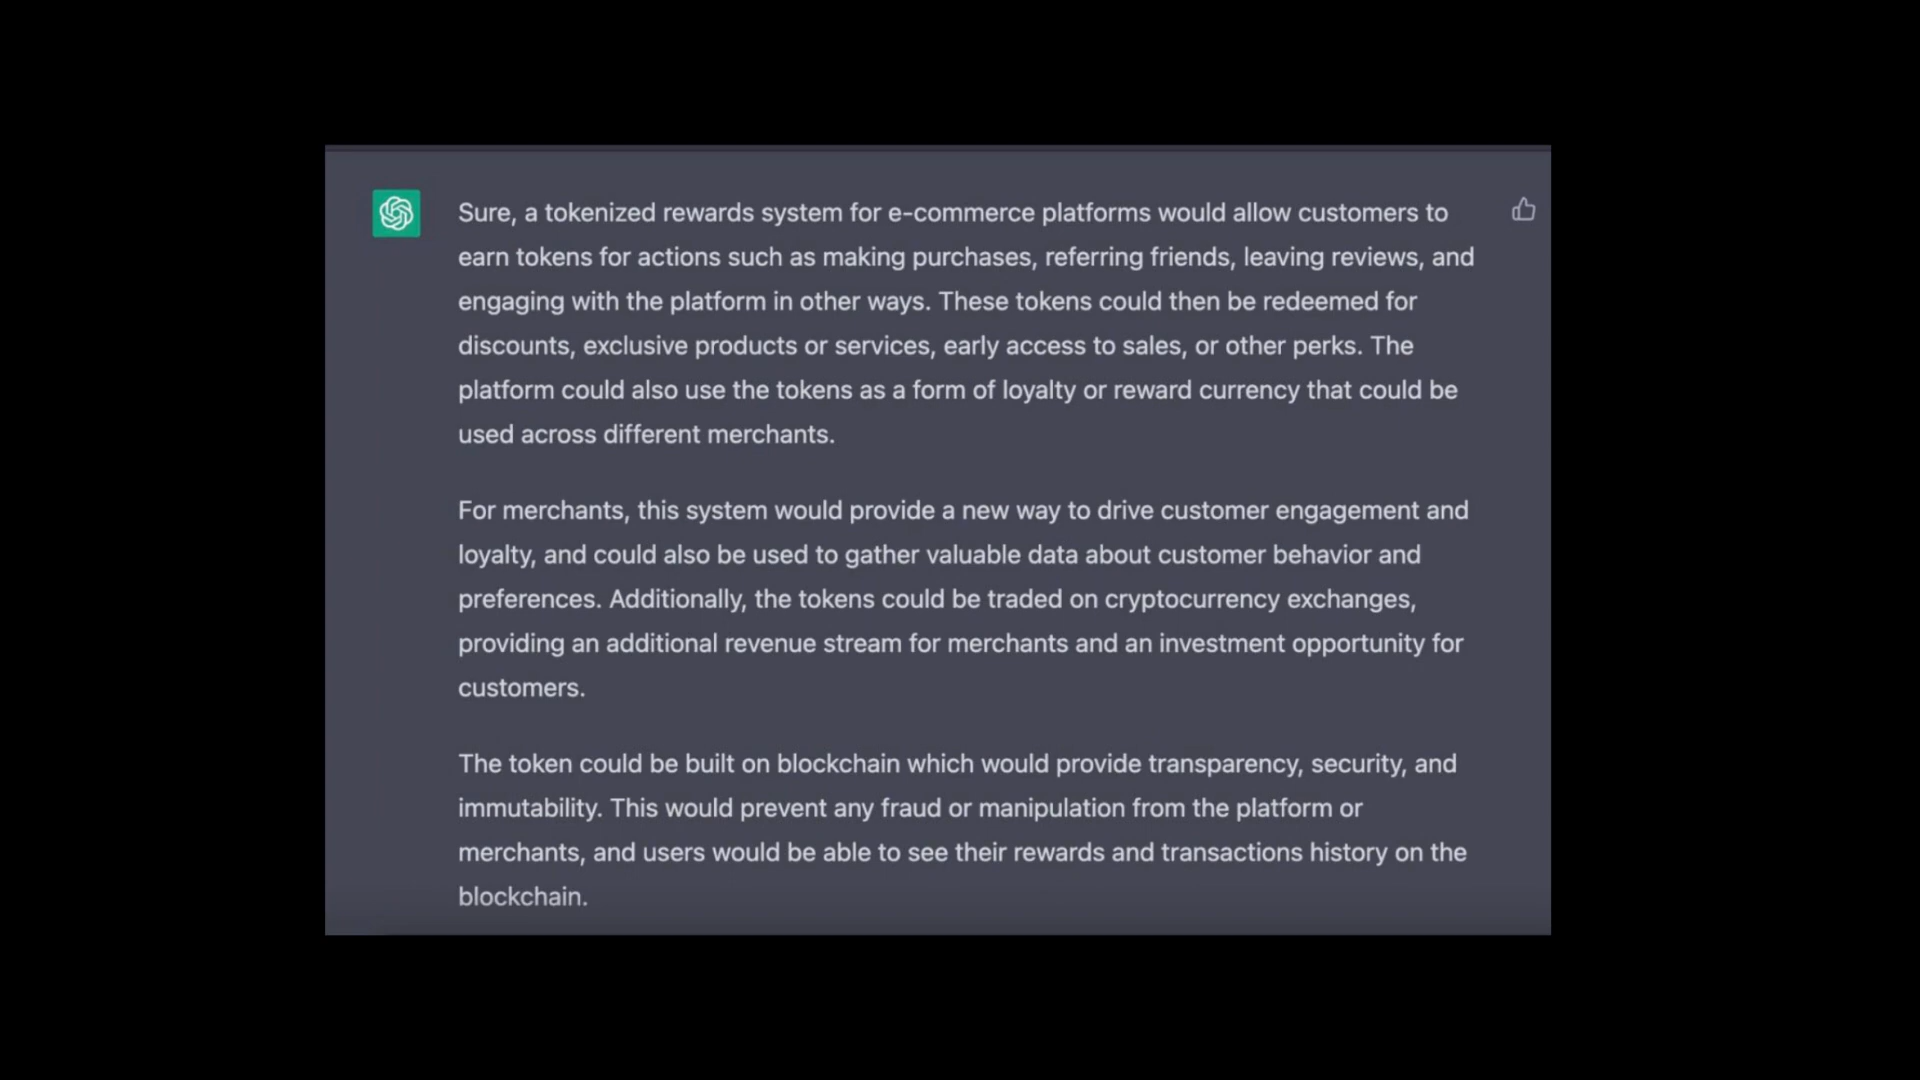 Sure, a tokenized rewards system for e-commerce platforms would allow customers to
earn tokens for actions such as making purchases, referring friends, leaving reviews, and
engaging with the platform in other ways. These tokens could then be redeemed for
discounts, exclusive products or services, early access to sales, or other perks. The
platform could also use the tokens as a form of loyalty or reward currency that could be
used across different merchants.
For merchants, this system would provide a new way to drive customer engagement and
loyalty, and could also be used to gather valuable data about customer behavior and
preferences. Additionally, the tokens could be traded on cryptocurrency exchanges,
providing an additional revenue stream for merchants and an investment opportunity for
customers.
The token could be built on blockchain which would provide transparency, security, and
immutability. This would prevent any fraud or manipulation from the platform or
merchants, and users would be able to see their rewards and transactions history on the
blockchain.